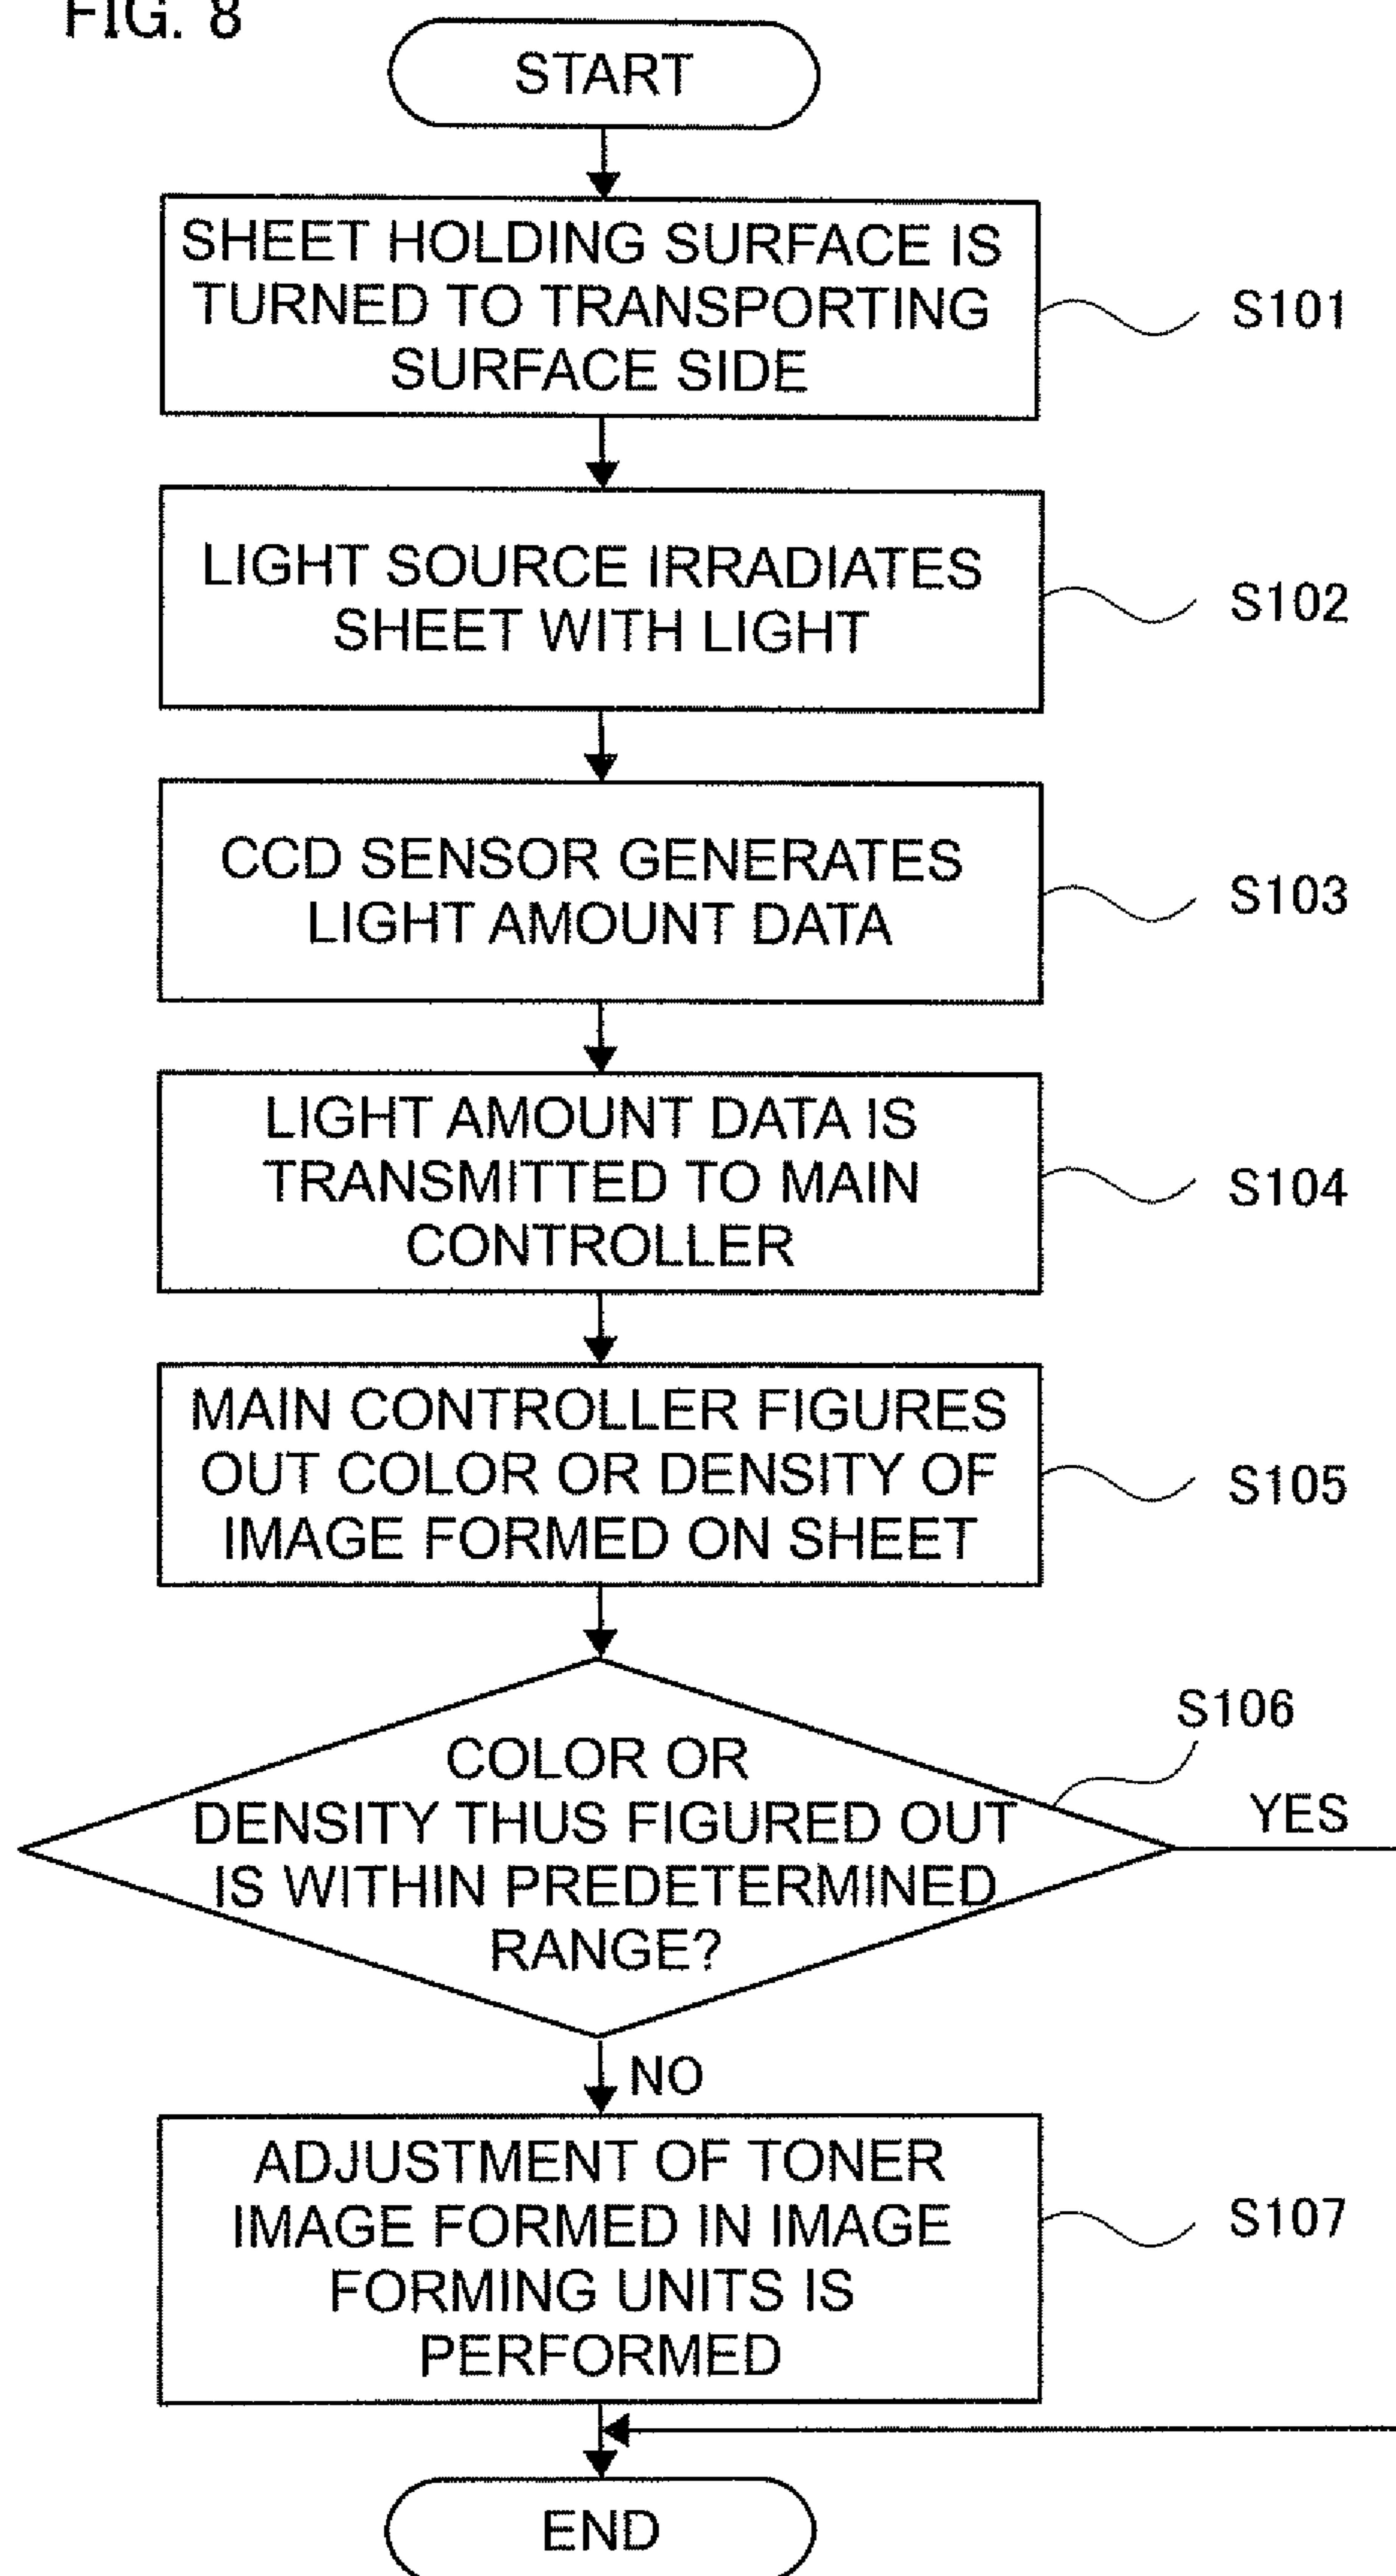 FIG. 8
START
SHEET HOLDING SURFACE IS
TURNED TO TRANSPORTING
SURFACE SIDE
S101
LIGHT SOURCE IRRADIATES
SHEET WITH LIGHT
S102
CCD SENSOR GENERATES
LIGHT AMOUNT DATA
S103
LIGHT AMOUNT DATA IS
TRANSMITTED TO MAIN
CONTROLLER
S104
MAIN CONTROLLER FIGURES
OUT COLOR OR DENSITY OF
IMAGE FORMED ON SHEET
S105
S106
COLOR OR
DENSITY THUS FIGURED OUT
IS WITHIN PREDETERMINED
RANGE?
YES
NO
ADJUSTMENT OF TONER
IMAGE FORMED IN IMAGE
FORMING UNITS IS
PERFORMED
S107
END